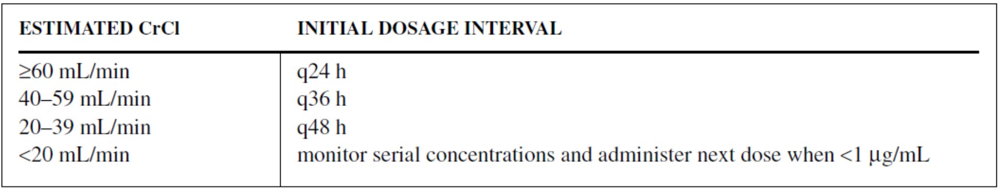 ESTIMATED CrCl INITIAL DOSAGE INTERVAL
≥60 mL/min q24 h
40–59 mL/min q36 h
20–39 mL/min q48 h
<20 mL/min monitor serial concentrations and administer next dose when <1 μg/mL